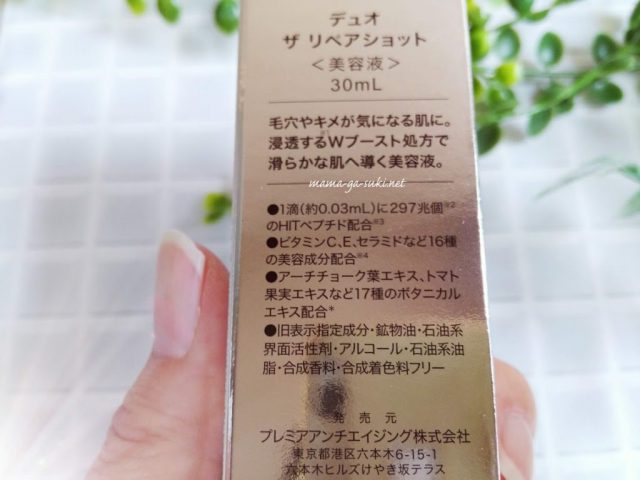 デュオ
ザ リペアショット
＜美容液＞
30mL
毛穴やキメが気になる肌に。
浸透※1するWブースト処方で
滑らかな肌へ導く美容液。
mama-ga-suki.net
●1滴(約0.03mL)に297兆個※2
のHITペプチド配合※3
●ビタミンC、E、セラミドなど16種
の美容成分配合※4
●アーチチョーク葉エキス、トマト
果実エキスなど17種のボタニカル
エキス配合*
●旧表示指定成分・鉱物油・石油系
界面活性剤・アルコール・石油系油
脂・合成香料・合成着色料フリー
発売元
プレミアアンチエイジング株式会社
東京都港区六本木6-15-1
六本木ヒルズけやき坂テラス